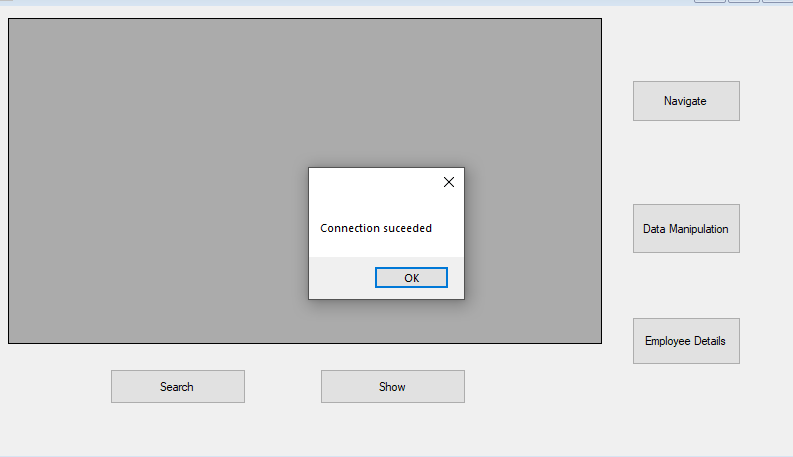 Navigate
Connection suceeded
Data Manipulation
OK
Employee Details
Search
Show